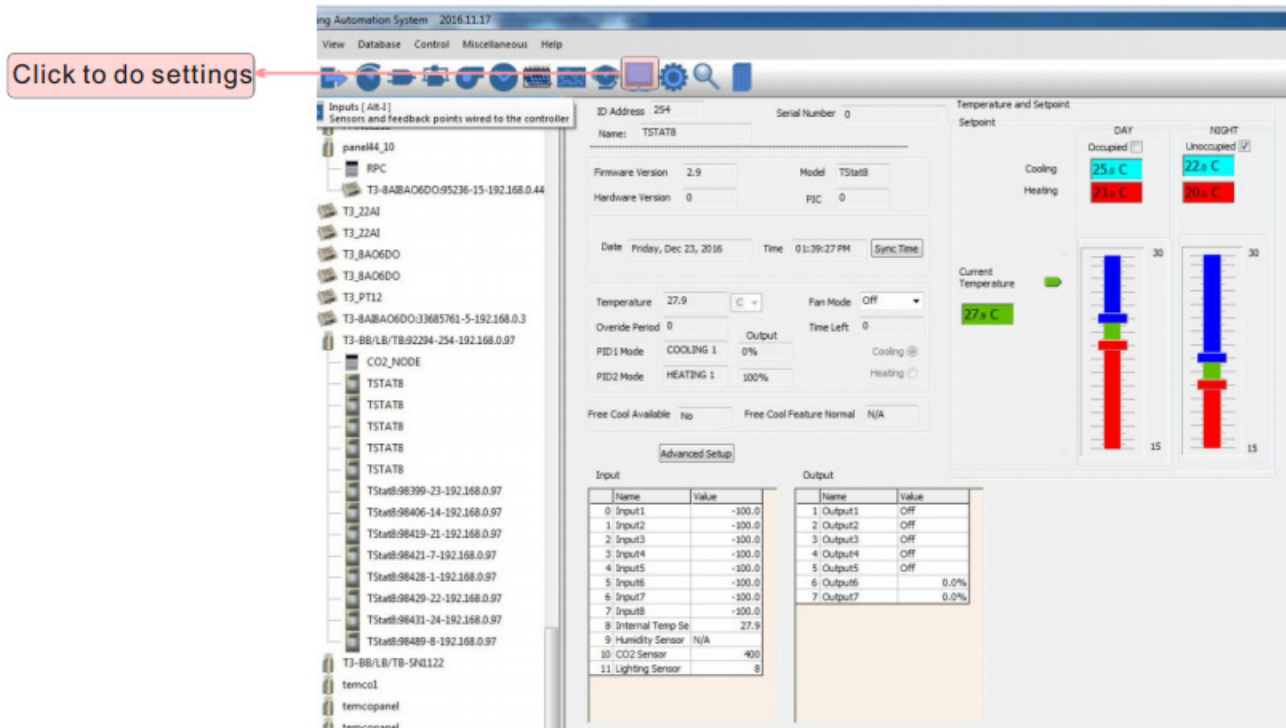 ng Automation System 2016.11.17
View Database Control Miscellaneous Help
Click to do settings
Inputs [ Alt-I ]
Sensors and feedback points wired to the controller
panel44_10
RPC
T3-8AIBAO6DO:95236-15-192.168.0.44
T3_22AI
T3_22AI
T3_8AO6DO
T3_8AO6DO
T3_PT12
T3-8AIBAO6DO:33685761-5-192.168.0.3
T3-BB/LB/TB:92294-254-192.168.0.97
CO2_NODE
TSTAT8
TSTAT8
TSTAT8
TSTAT8
TSTAT8
TStat8:98399-23-192.168.0.97
TStat8:98406-14-192.168.0.97
TStat8:98419-21-192.168.0.97
TStat8:98421-7-192.168.0.97
TStat8:98428-1-192.168.0.97
TStat8:98429-22-192.168.0.97
TStat8:98431-24-192.168.0.97
TStat8:98489-8-192.168.0.97
T3-BB/LB/TB-SN1122
temco1
temcopanel
temcopanel
ID Address 254 Serial Number 0
Name: TSTAT8
Firmware Version 2.9 Model TStat8
Hardware Version 0 PIC 0
Date Friday, Dec 23, 2016 Time 01:39:27 PM Sync Time
Temperature 27.9 C Fan Mode Off
Overide Period 0 Time Left 0
Output
PID1 Mode COOLING 1 0% Cooling
PID2 Mode HEATING 1 100% Heating
Free Cool Available No Free Cool Feature Normal N/A
Advanced Setup
Input
Name Value
0 Input1 -100.0
1 Input2 -100.0
2 Input3 -100.0
3 Input4 -100.0
4 Input5 -100.0
5 Input6 -100.0
6 Input7 -100.0
7 Input8 -100.0
8 Internal Temp Se 27.9
9 Humidity Sensor N/A
10 CO2 Sensor 400
11 Lighting Sensor 8
Output
Name Value
1 Output1 Off
2 Output2 Off
3 Output3 Off
4 Output4 Off
5 Output5 Off
6 Output6 0.0%
7 Output7 0.0%
Temperature and Setpoint
Setpoint
DAY NIGHT
Occupied Unoccupied
Cooling 25.0 C 22.0 C
Heating 23.0 C 20.0 C
30 30
Current
Temperature
27.9 C
15 15